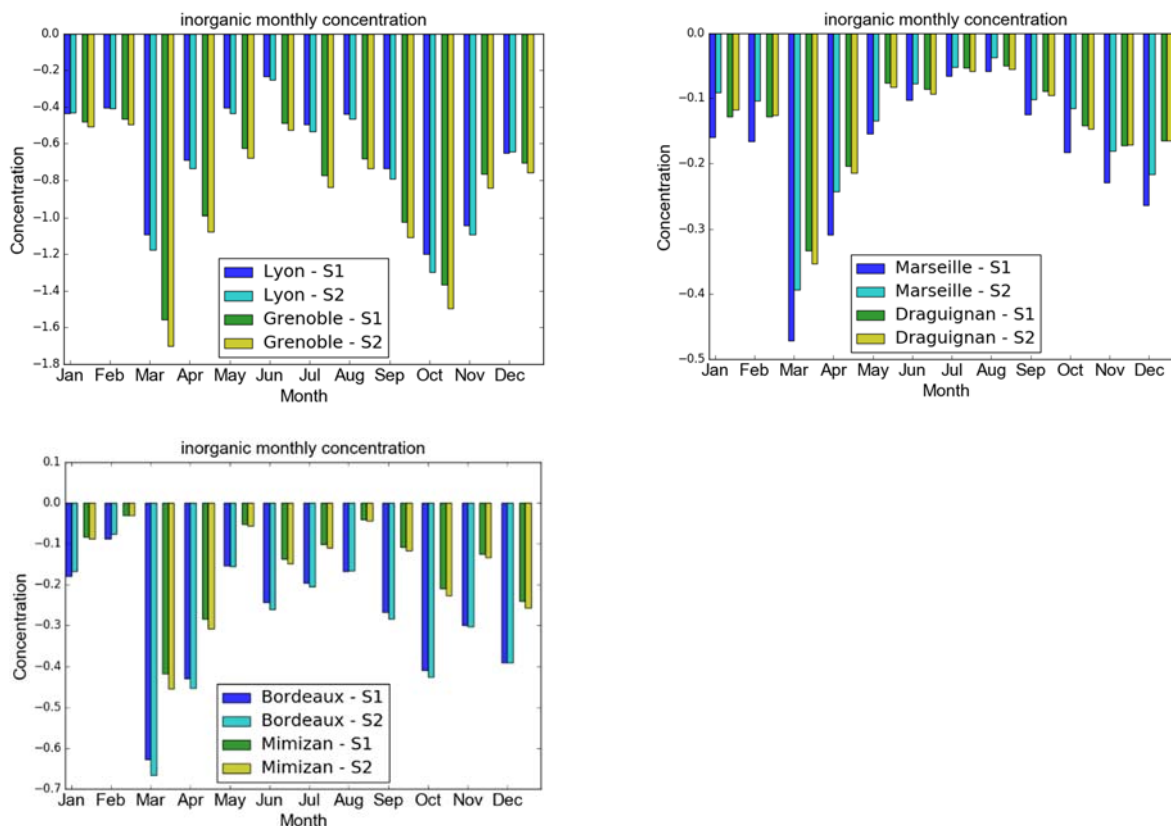 inorganic monthly concentration
0.0
−0.2
−0.4
−0.6
−0.8
−1.0
−1.2
−1.4
−1.6
−1.8
Concentration
Lyon - S1
Lyon - S2
Grenoble - S1
Grenoble - S2
Jan Feb Mar Apr May Jun Jul Aug Sep Oct Nov Dec
Month
inorganic monthly concentration
0.0
−0.1
−0.2
−0.3
−0.4
−0.5
Concentration
Marseille - S1
Marseille - S2
Draguignan - S1
Draguignan - S2
Jan Feb Mar Apr May Jun Jul Aug Sep Oct Nov Dec
Month
inorganic monthly concentration
0.1
0.0
−0.1
−0.2
−0.3
−0.4
−0.5
−0.6
−0.7
Concentration
Bordeaux - S1
Bordeaux - S2
Mimizan - S1
Mimizan - S2
Jan Feb Mar Apr May Jun Jul Aug Sep Oct Nov Dec
Month